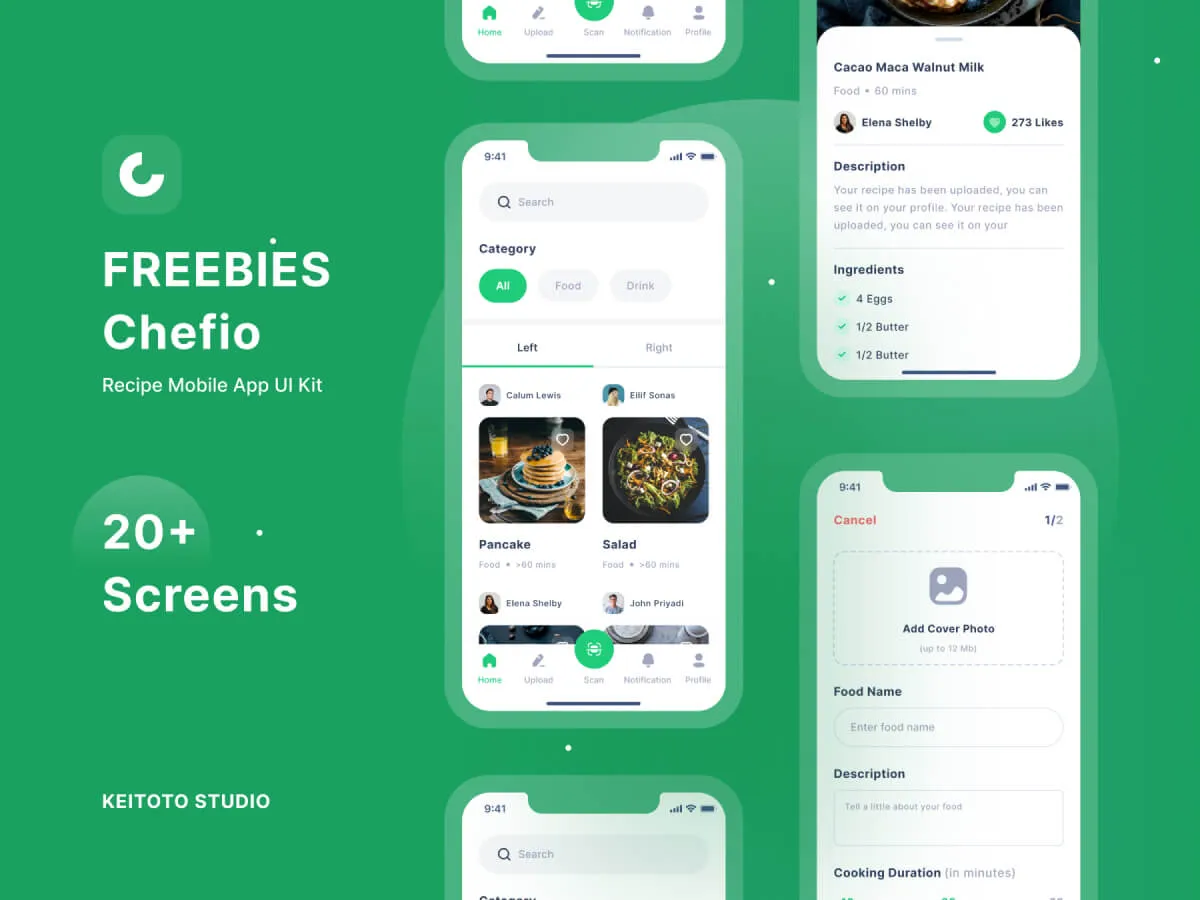 FREEBIES
Chefio
Recipe Mobile App UI Kit
20+
Screens
KEITOTO STUDIO
Home Upload Scan Notification Profile
9:41
Search
Category
All Food Drink
Left Right
Calum Lewis Eilif Sonas
Pancake Salad
Food • >60 mins Food • >60 mins
Elena Shelby John Priyadi
Home Upload Scan Notification Profile
9:41
Search
Cacao Maca Walnut Milk
Food • 60 mins
Elena Shelby 273 Likes
Description
Your recipe has been uploaded, you can
see it on your profile. Your recipe has been
uploaded, you can see it on your
Ingredients
4 Eggs
1/2 Butter
1/2 Butter
9:41
Cancel 1/2
Add Cover Photo
(up to 12 Mb)
Food Name
Enter food name
Description
Tell a little about your food
Cooking Duration (in minutes)